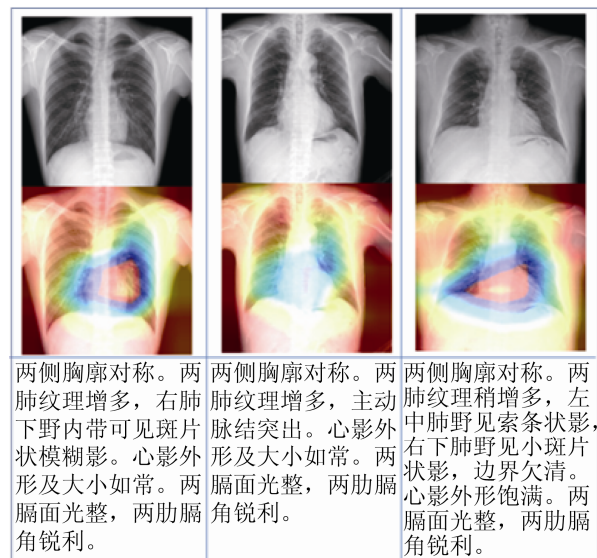 两侧胸廓对称。两
肺纹理增多，右肺
下野内带可见斑片
状模糊影。心影外
形及大小如常。两
膈面光整，两肋膈
角锐利。
两侧胸廓对称。两
肺纹理增多，主动
脉结突出。心影外
形及大小如常。两
膈面光整，两肋膈
角锐利。
两侧胸廓对称。两
肺纹理稍增多，左
中肺野见索条状影，
右下肺野见小斑片
状影，边界欠清。
心影外形饱满。两
膈面光整，两肋膈
角锐利。